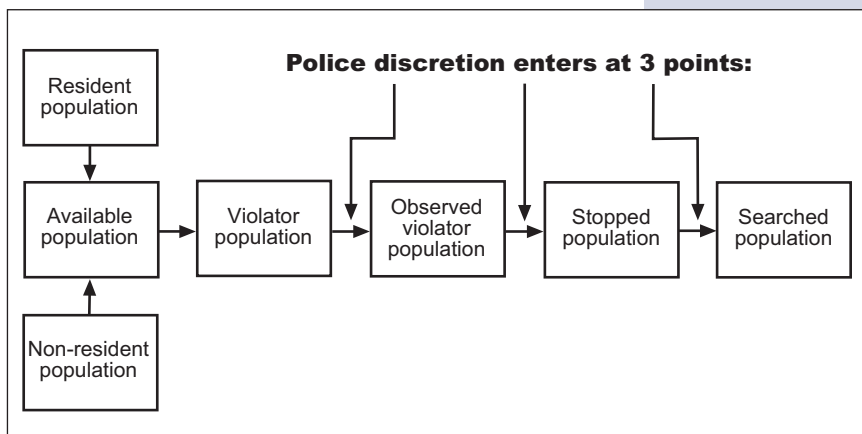 Police discretion enters at 3 points:
Resident
population
Available
population
Violator
population
Observed
violator
population
Stopped
population
Searched
population
Non-resident
population